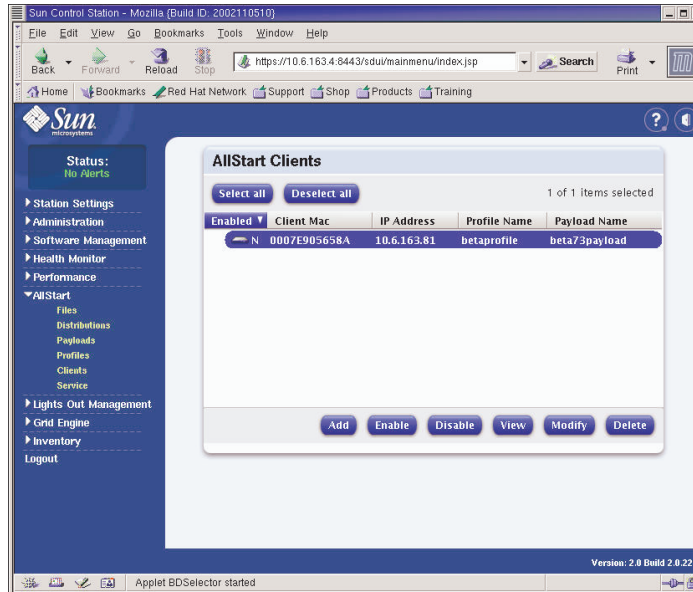 Sun Control Station - Mozilla {Build ID: 2002110510}
File Edit View Go Bookmarks Tools Window Help
Back Forward Reload Stop https://10.6.163.4:8443/sdui/mainmenu/index.jsp Search Print
Home Bookmarks Red Hat Network Support Shop Products Training
Sun
microsystems
?
Status:
No Alerts
Station Settings
Administration
Software Management
Health Monitor
Performance
AllStart
Files
Distributions
Payloads
Profiles
Clients
Service
Lights Out Management
Grid Engine
Inventory
Logout
AllStart Clients
Select all Deselect all 1 of 1 items selected
Enabled Client Mac IP Address Profile Name Payload Name
N 0007E905658A 10.6.163.81 betaprofile beta73payload
Add Enable Disable View Modify Delete
Version: 2.0 Build 2.0.22
Applet BDSelector started